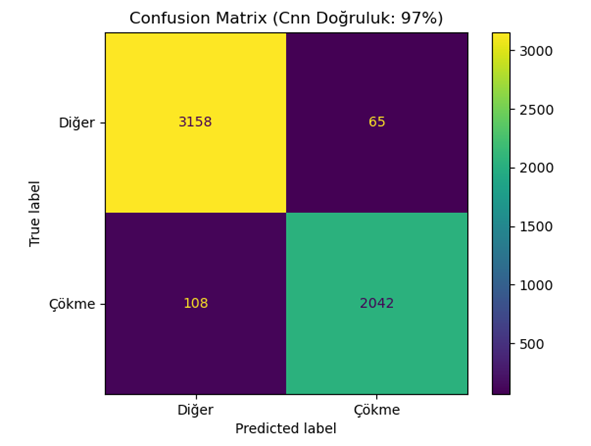 Confusion Matrix (Cnn Doğruluk: 97%)
True label
Diğer
3158
65
Çökme
108
2042
Diğer
Çökme
Predicted label
3000
2500
2000
1500
1000
500